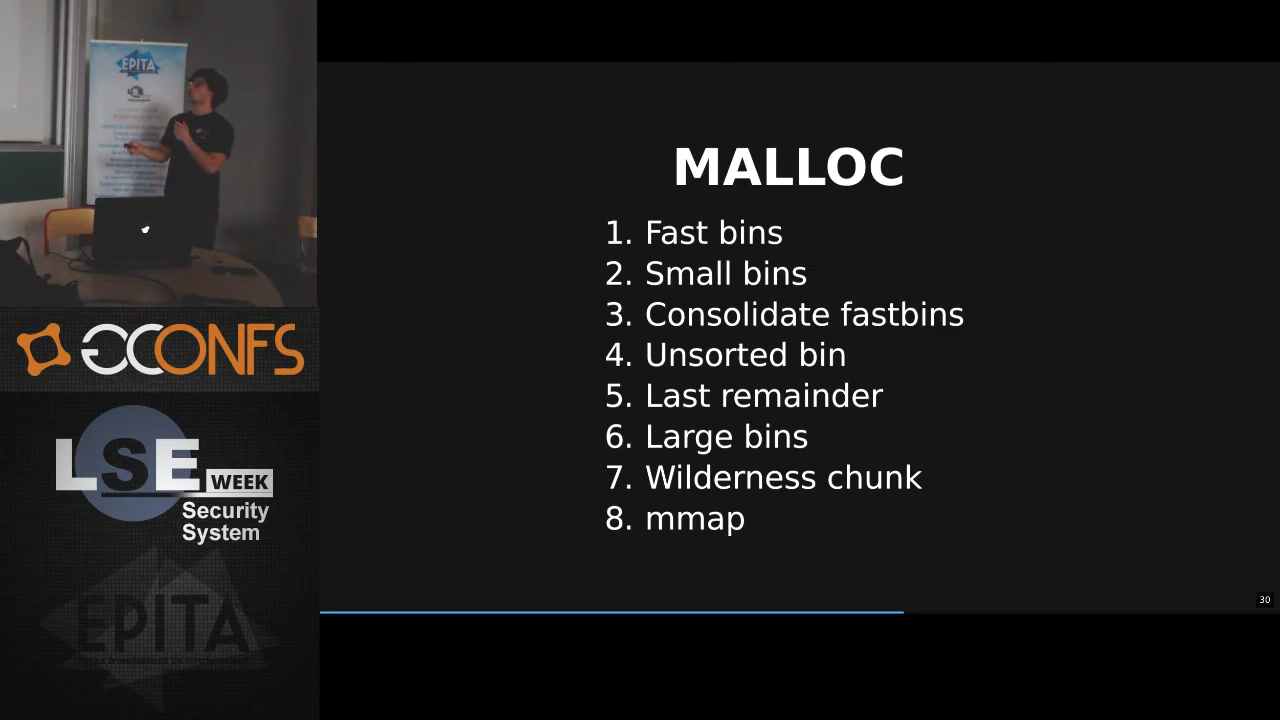 EPITA
MALLOC
1. Fast bins
2. Small bins
3. Consolidate fastbins
4. Unsorted bin
5. Last remainder
6. Large bins
7. Wilderness chunk
8. mmap
30
GCONFS
LSE
WEEK
Security
System
EPITA